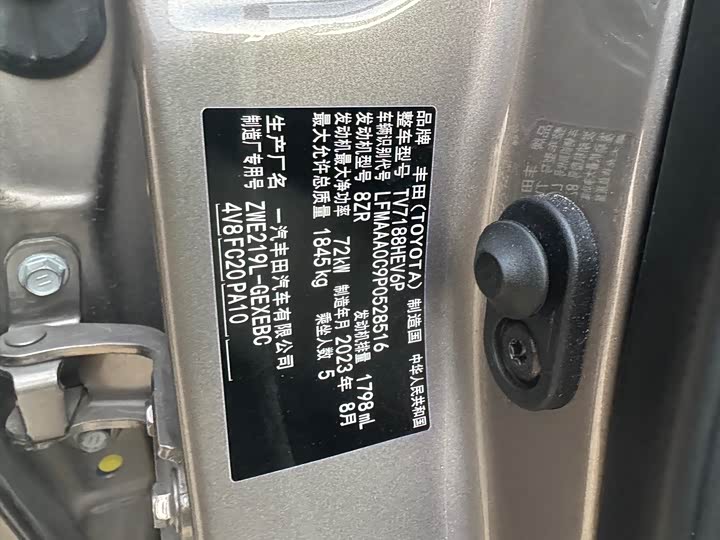 品牌 丰田(TOYOTA) 制造国 中华人民共和国
整车型号 TV7188HEV6P
车辆识别代号 LFMAAA0C9P0528516
发动机型号 8ZR 发动机排量 1798mL
发动机最大净功率 72kW 制造年月 2023年 8月
最大允许总质量 1845kg 乘坐人数 5
生产厂名 一汽丰田汽车有限公司
制造厂专用号 ZWE219L-GEXEBC
4V8FC20PA10